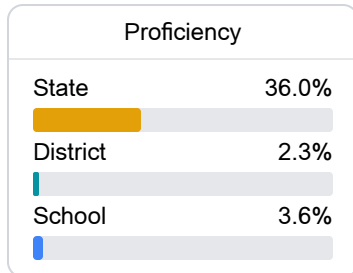 Proficiency
State 36.0%
District 2.3%
School 3.6%